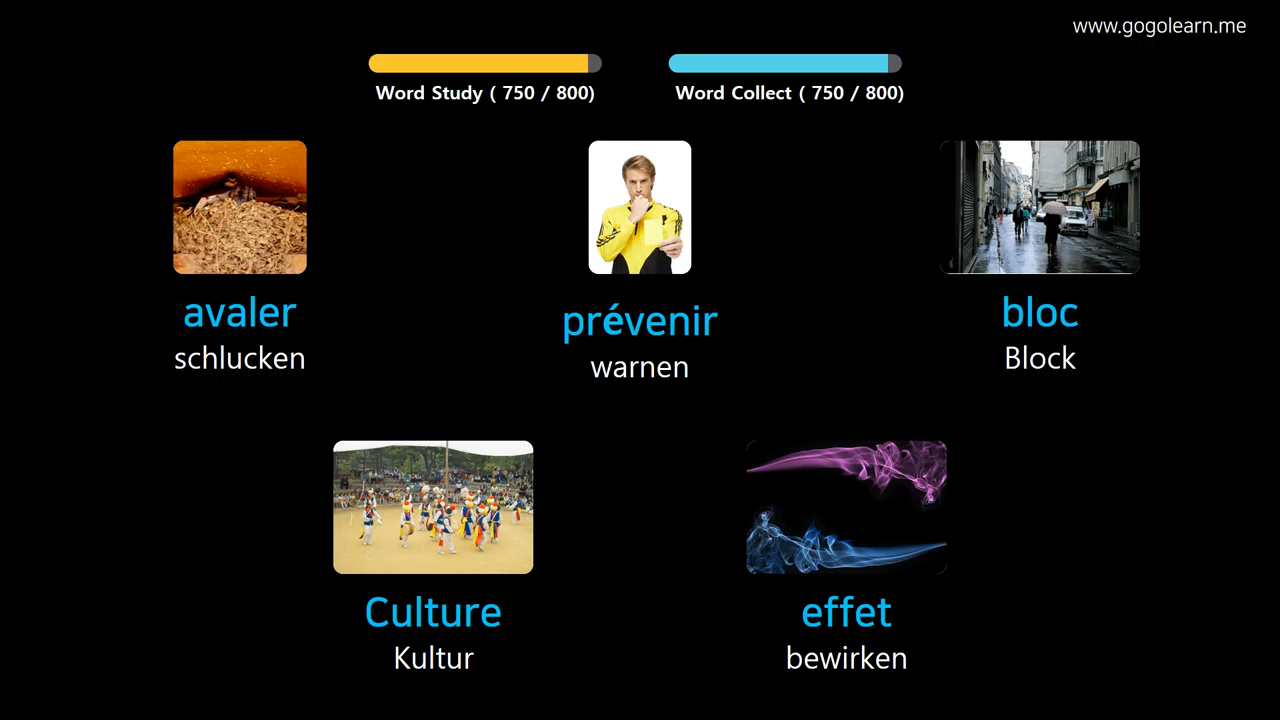 www.gogolearn.me
Word Study ( 750 / 800)
Word Collect ( 750 / 800)
avaler
schlucken
prévenir
warnen
bloc
Block
Culture
Kultur
effet
bewirken